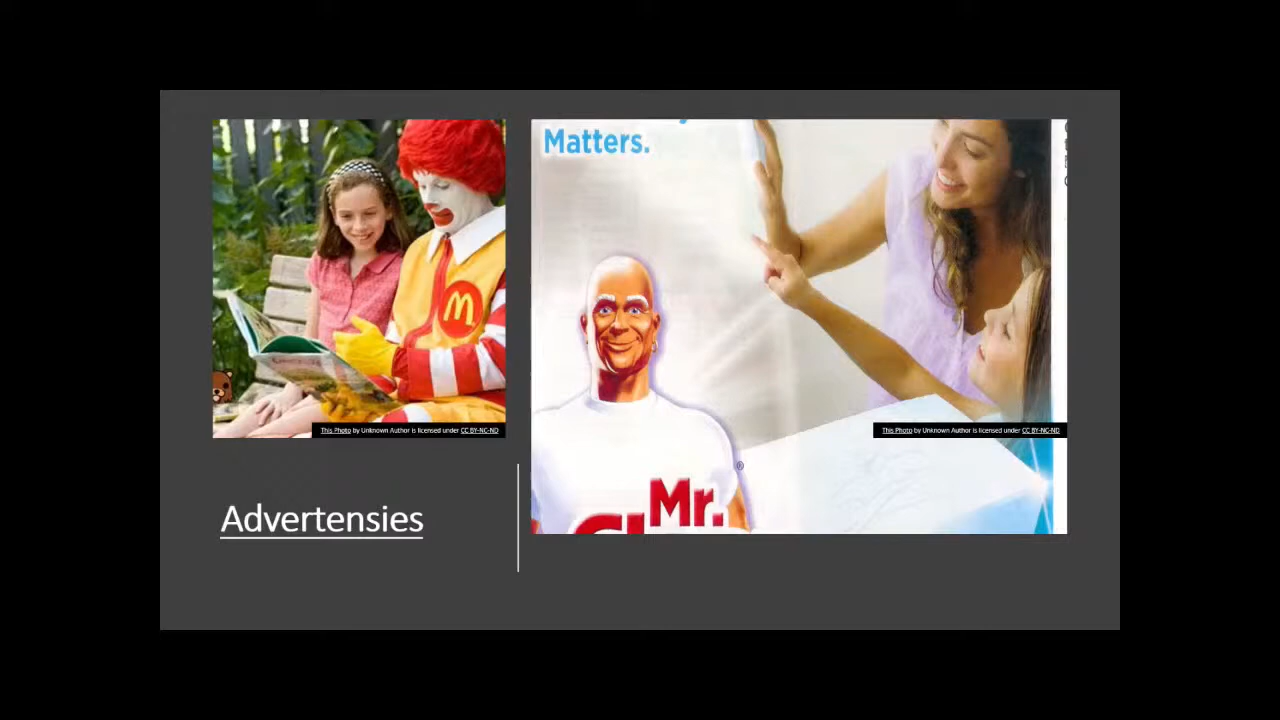 Matters.
M
This Photo by Unknown Author is licensed under CC BY-NC-ND
This Photo by Unknown Author is licensed under CC BY-NC-ND
®
Mr.
Advertensies